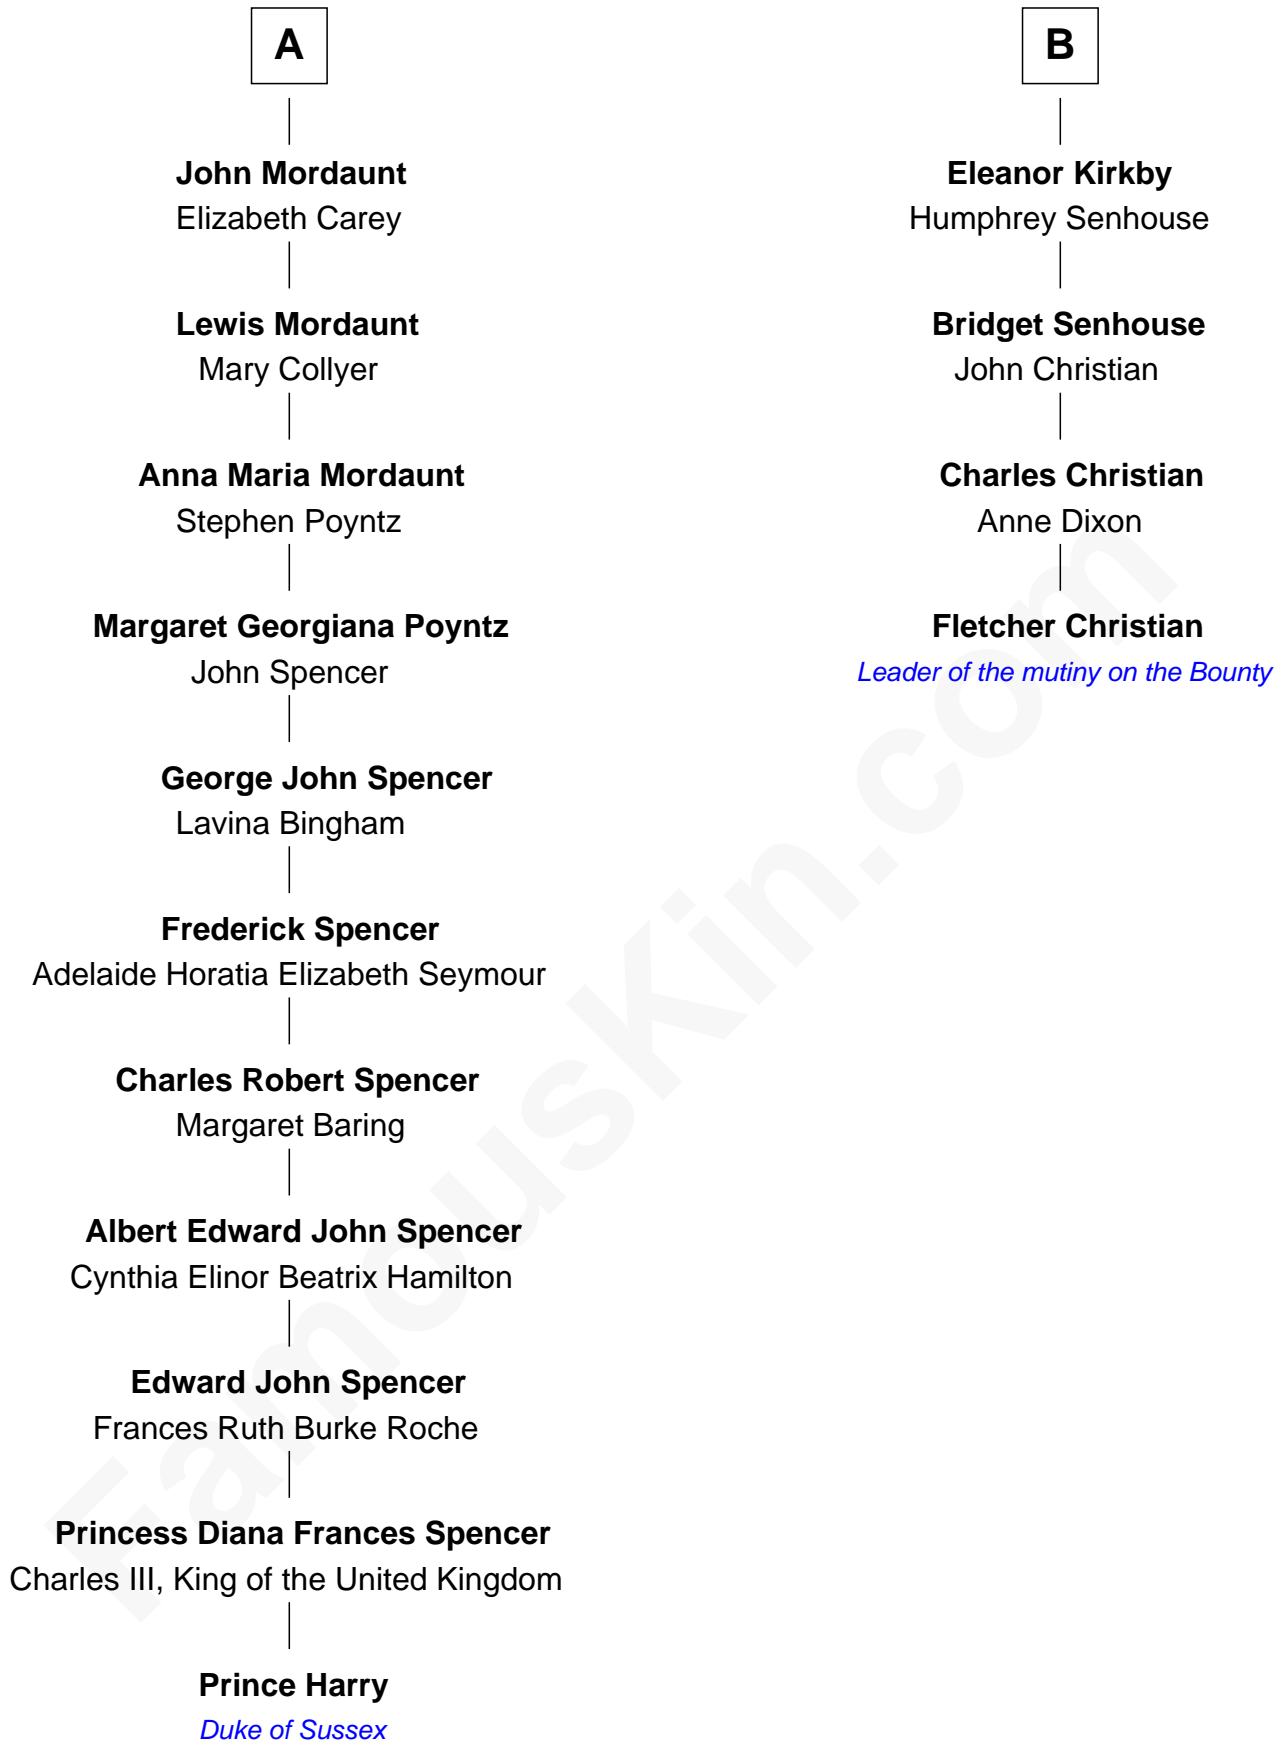 A
John Mordaunt
Elizabeth Carey
Lewis Mordaunt
Mary Collyer
Anna Maria Mordaunt
Stephen Poyntz
Margaret Georgiana Poyntz
John Spencer
George John Spencer
Lavina Bingham
Frederick Spencer
Adelaide Horatia Elizabeth Seymour
Charles Robert Spencer
Margaret Baring
Albert Edward John Spencer
Cynthia Elinor Beatrix Hamilton
Edward John Spencer
Frances Ruth Burke Roche
Princess Diana Frances Spencer
Charles III, King of the United Kingdom
Prince Harry
Duke of Sussex
B
Eleanor Kirkby
Humphrey Senhouse
Bridget Senhouse
John Christian
Charles Christian
Anne Dixon
Fletcher Christian
Leader of the mutiny on the Bounty
FamousKin.com